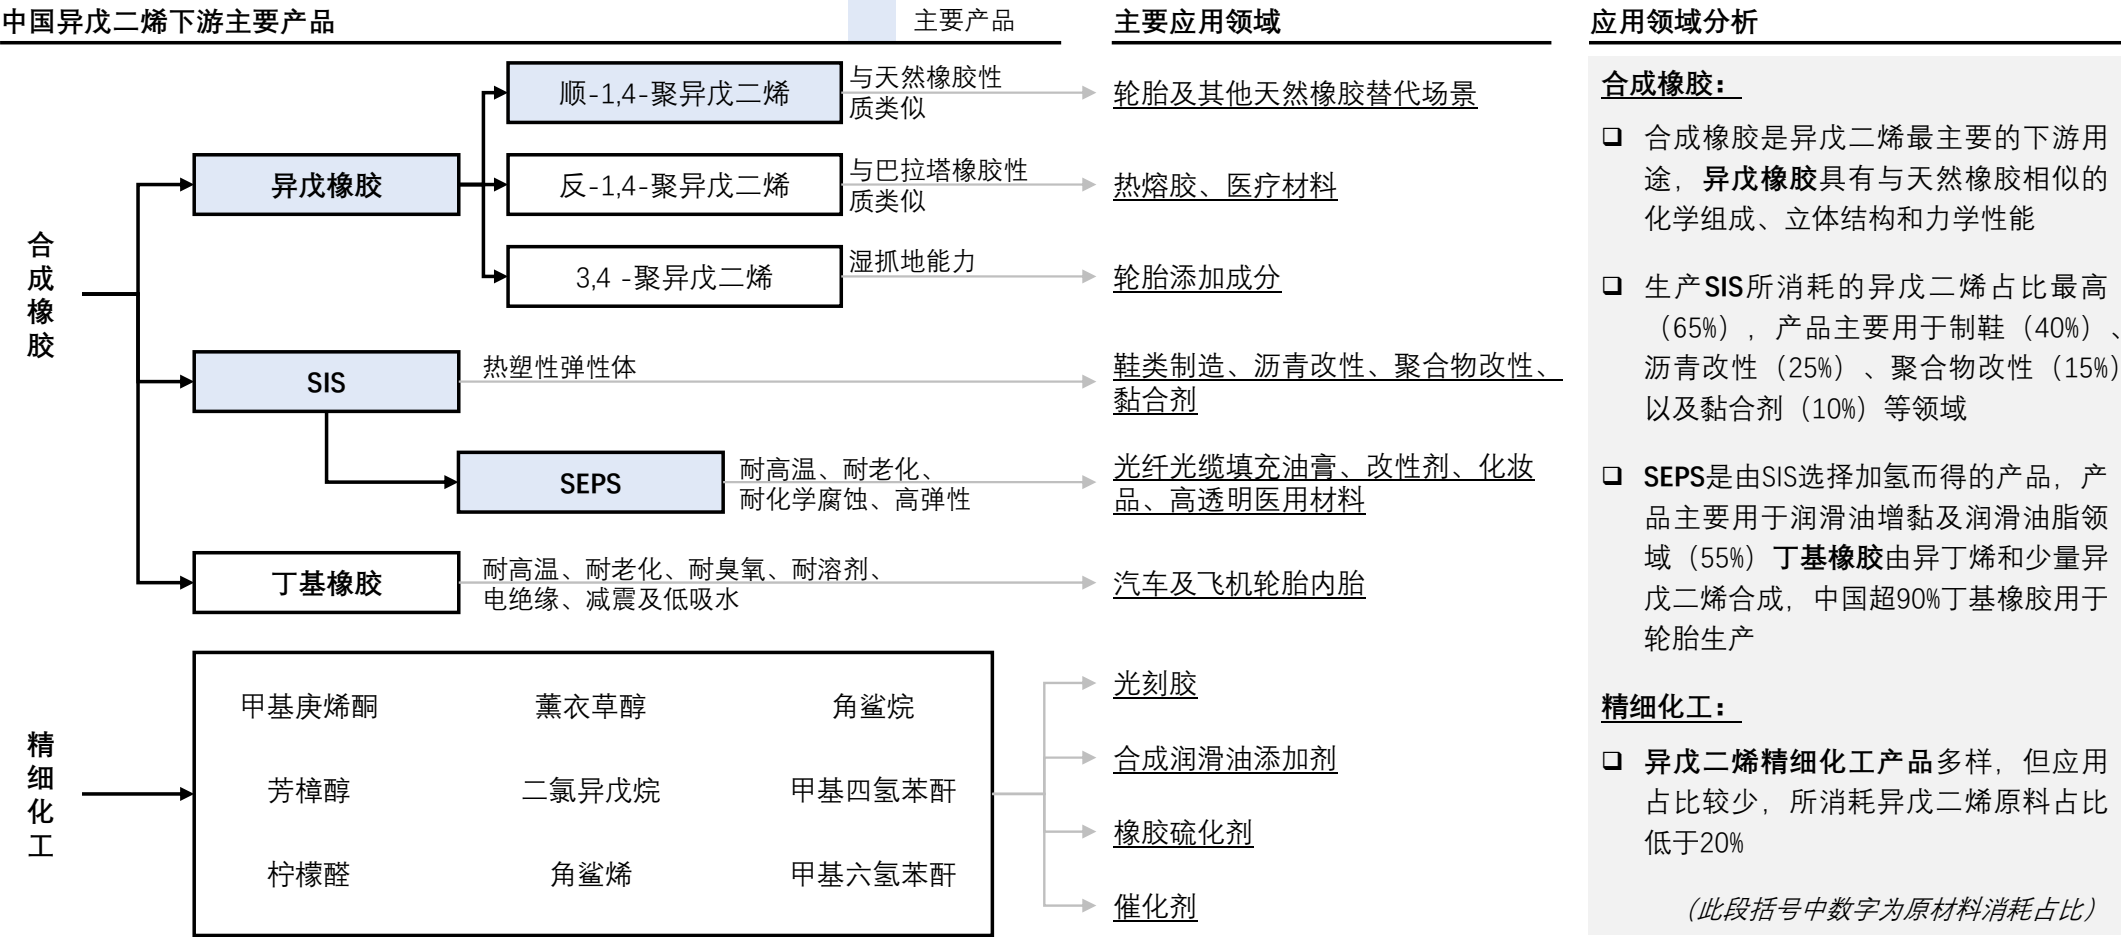 中国异戊二烯下游主要产品
主要产品
主要应用领域
应用领域分析
合成橡胶
异戊橡胶
顺-1,4-聚异戊二烯
与天然橡胶性
质类似
轮胎及其他天然橡胶替代场景
反-1,4-聚异戊二烯
与巴拉塔橡胶性
质类似
热熔胶、医疗材料
3,4 -聚异戊二烯
湿抓地能力
轮胎添加成分
SIS
热塑性弹性体
鞋类制造、沥青改性、聚合物改性、
黏合剂
SEPS
耐高温、耐老化、
耐化学腐蚀、高弹性
光纤光缆填充油膏、改性剂、化妆
品、高透明医用材料
丁基橡胶
耐高温、耐老化、耐臭氧、耐溶剂、
电绝缘、减震及低吸水
汽车及飞机轮胎内胎
精细化工
甲基庚烯酮
薰衣草醇
角鲨烷
芳樟醇
二氯异戊烷
甲基四氢苯酐
柠檬醛
角鲨烯
甲基六氢苯酐
光刻胶
合成润滑油添加剂
橡胶硫化剂
催化剂
合成橡胶：
合成橡胶是异戊二烯最主要的下游用
途，异戊橡胶具有与天然橡胶相似的
化学组成、立体结构和力学性能
生产SIS所消耗的异戊二烯占比最高
（65%），产品主要用于制鞋（40%）、
沥青改性（25%）、聚合物改性（15%）
以及黏合剂（10%）等领域
SEPS是由SIS选择加氢而得的产品，产
品主要用于润滑油增黏及润滑油脂领
域（55%）丁基橡胶由异丁烯和少量异
戊二烯合成，中国超90%丁基橡胶用于
轮胎生产
精细化工：
异戊二烯精细化工产品多样，但应用
占比较少，所消耗异戊二烯原料占比
低于20%
（此段括号中数字为原材料消耗占比）